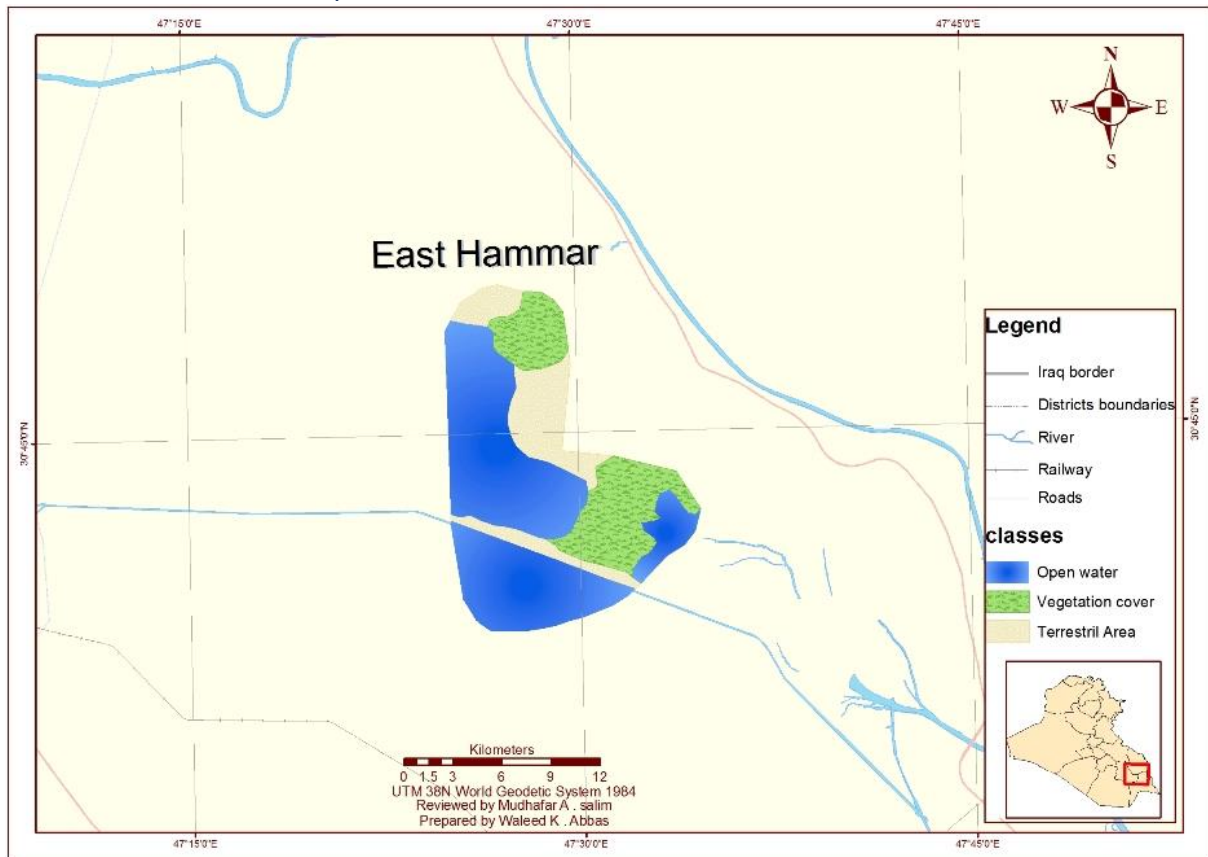 47°15'0"E
47°30'0"E
47°45'0"E
N
W E
S
East Hammar
30°45'0"N
30°45'0"N
Legend
Iraq border
Districts boundaries
River
Railway
Roads
classes
Open water
Vegetation cover
Terrestril Area
Kilometers
0 1.5 3 6 9 12
UTM 38N,World Geodetic System 1984
Reviewed by Mudhafar A . salim
Prepared by Waleed K . Abbas
47°15'0"E
47°30'0"E
47°45'0"E